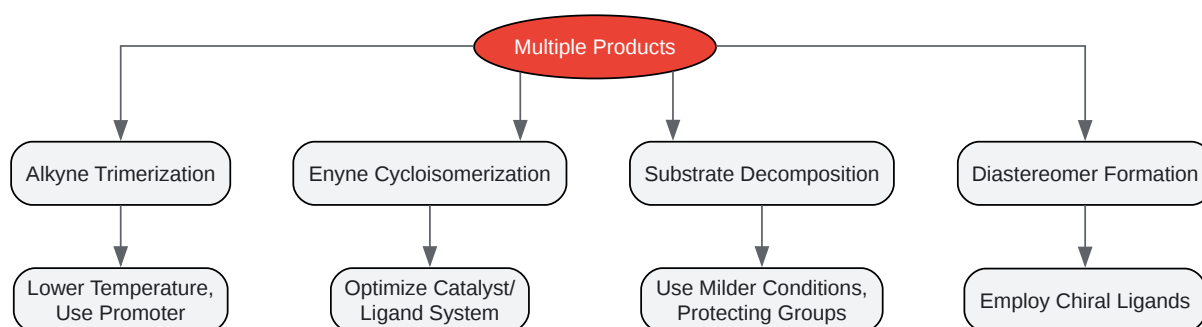 Multiple Products
Alkyne Trimerization
Enyne Cycloisomerization
Substrate Decomposition
Diastereomer Formation
Lower Temperature,
Use Promoter
Optimize Catalyst/
Ligand System
Use Milder Conditions,
Protecting Groups
Employ Chiral Ligands